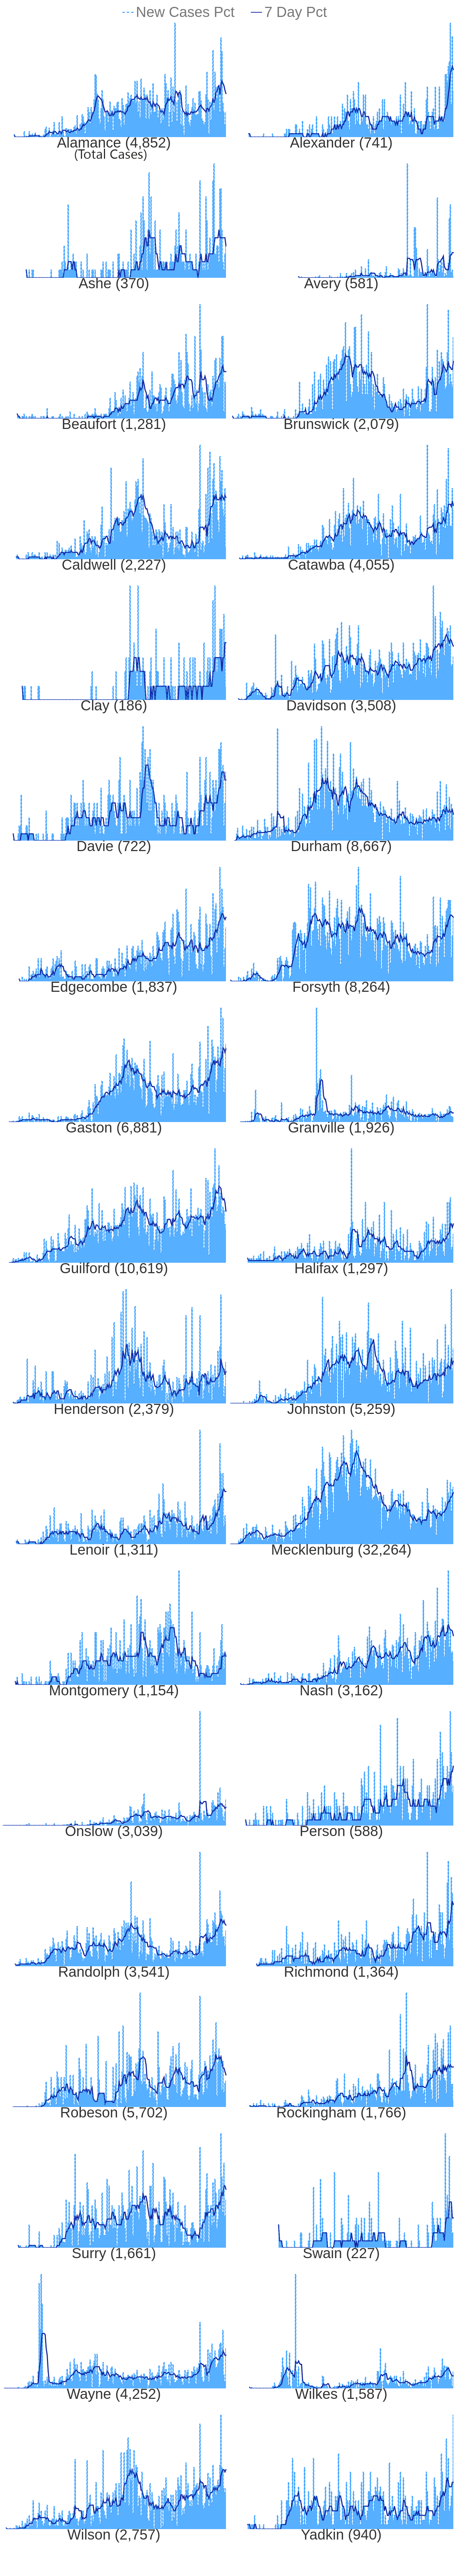 New Cases Pct 7 Day Pct
Alamance (4,852) Alexander (741)
(Total Cases)
Ashe (370) Avery (581)
Beaufort (1,281) Brunswick (2,079)
Caldwell (2,227) Catawba (4,055)
Clay (186) Davidson (3,508)
Davie (722) Durham (8,667)
Edgecombe (1,837) Forsyth (8,264)
Gaston (6,881) Granville (1,926)
Guilford (10,619) Halifax (1,297)
Henderson (2,379) Johnston (5,259)
Lenoir (1,311) Mecklenburg (32,264)
Montgomery (1,154) Nash (3,162)
Onslow (3,039) Person (588)
Randolph (3,541) Richmond (1,364)
Robeson (5,702) Rockingham (1,766)
Surry (1,661) Swain (227)
Wayne (4,252) Wilkes (1,587)
Wilson (2,757) Yadkin (940)